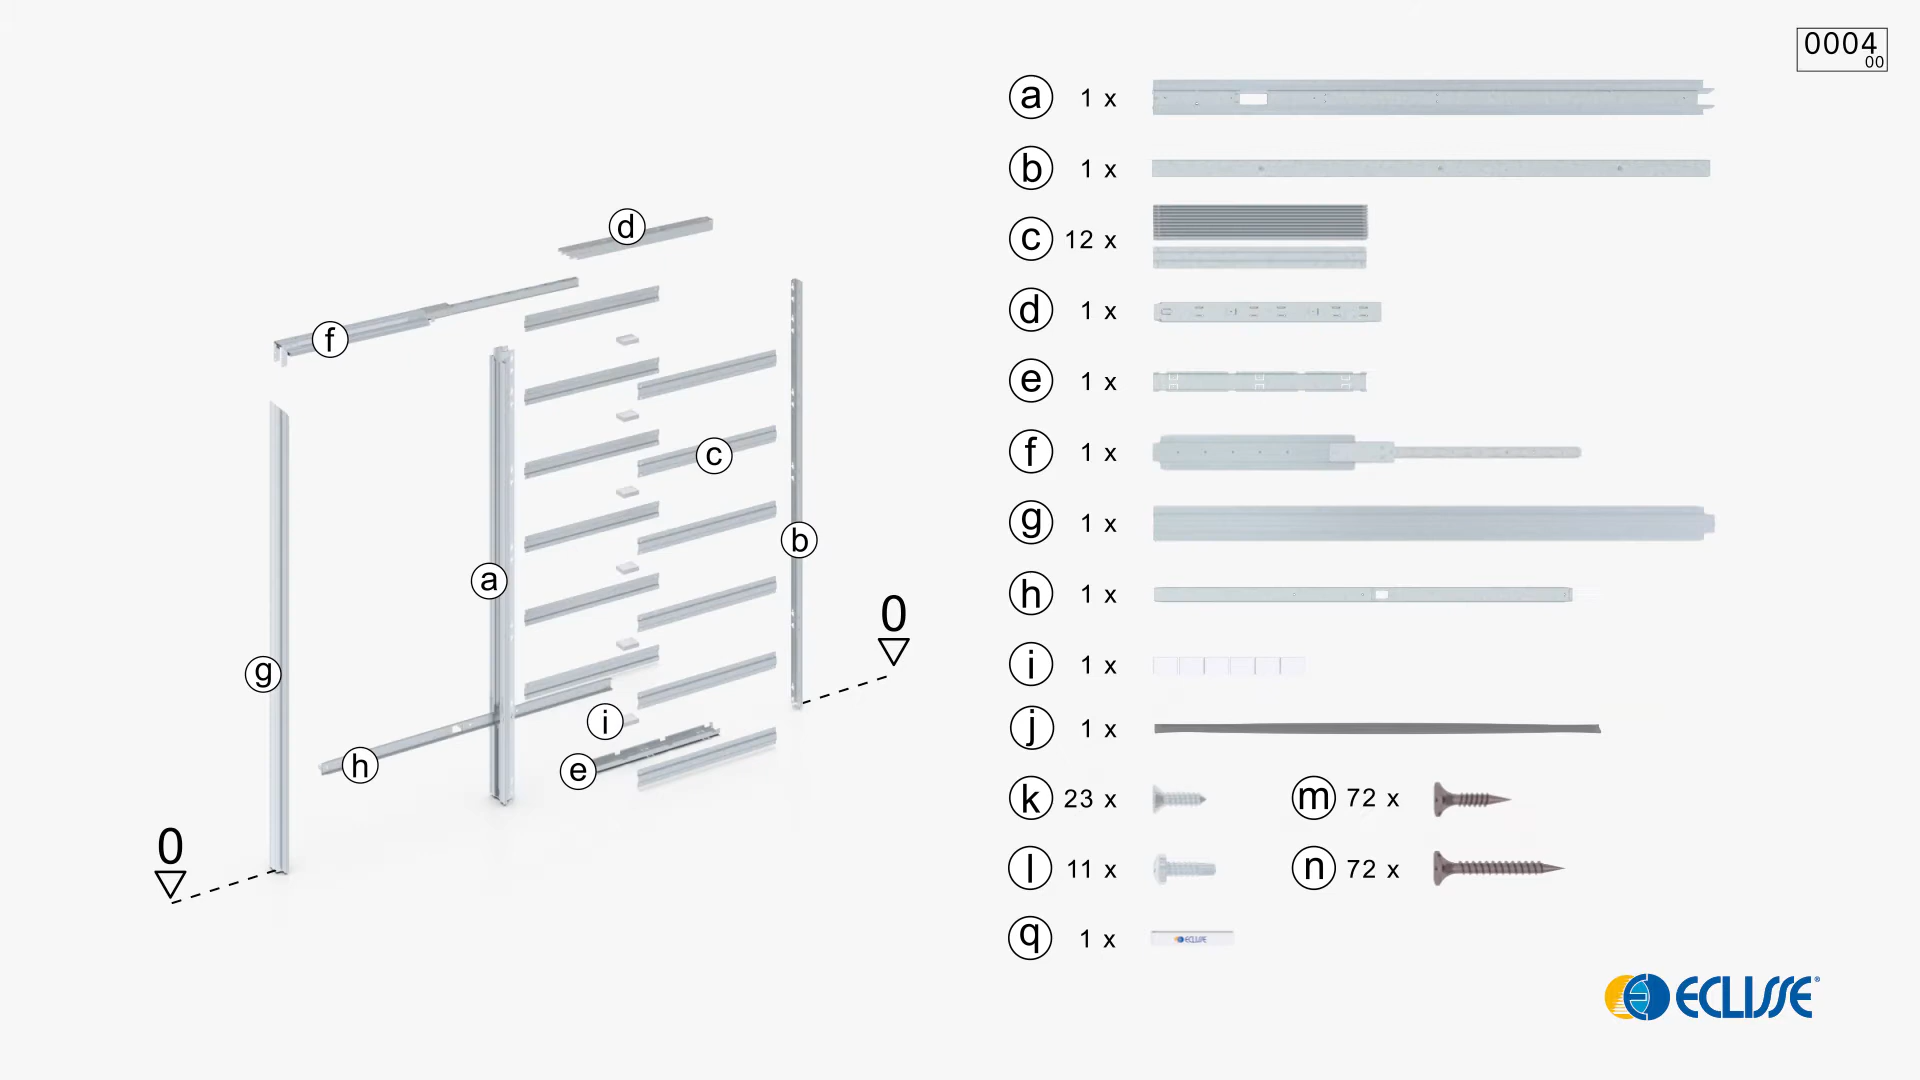 0004
00
a 1 x
b 1 x
c 12 x
d 1 x
e 1 x
f 1 x
g 1 x
h 1 x
i 1 x
j 1 x
k 23 x
m 72 x
l 11 x
n 72 x
q 1 x
ECLISSE
d
f
c
b
a
0
g
i
h
e
0
ECLISSE®